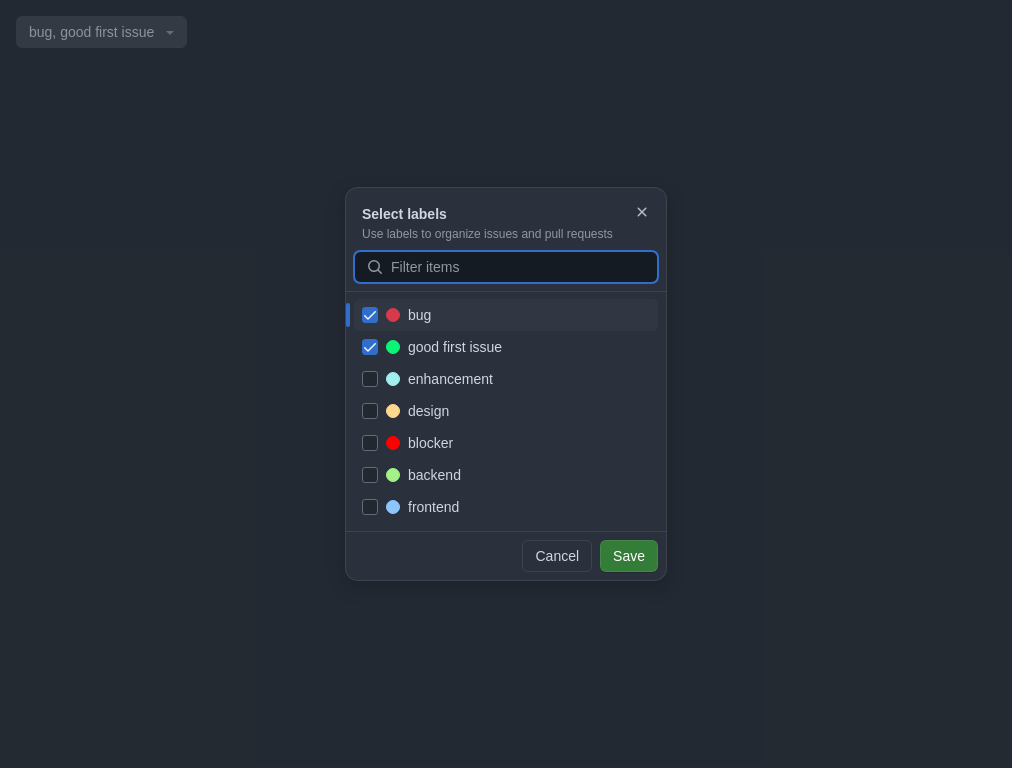 bug, good first issue
Select labels
Use labels to organize issues and pull requests
Filter items
bug
good first issue
enhancement
design
blocker
backend
frontend
Cancel Save